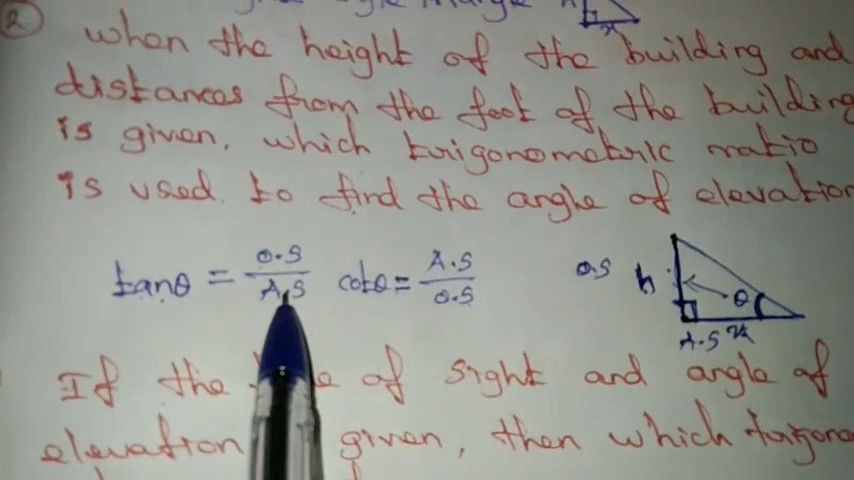 2
when the height of the building and
distances from the foot of the building
is given, which trigonometric ratio
is used to find the angle of elevation
tanθ = O.S/A.S cotθ = A.S/O.S O.S h θ
A.S x
If the of sight and angle of
elevation given, then which